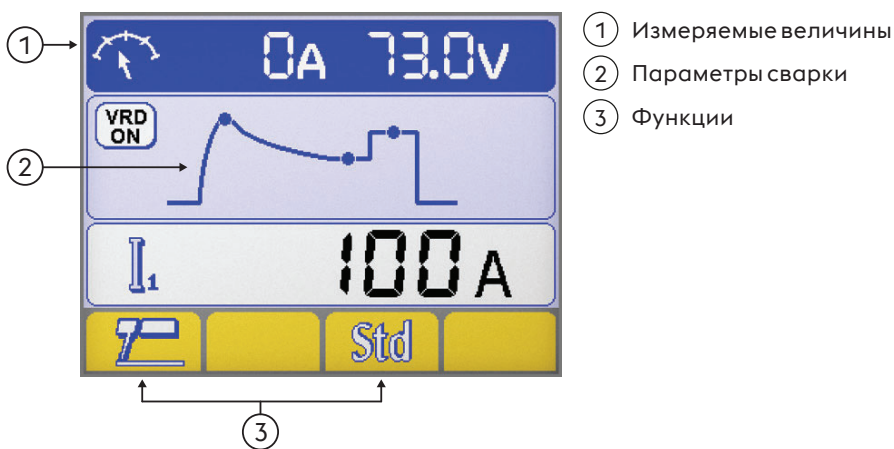 1 0A 73.0V
VRD
ON
2
I1 100A
Std
3
1 Измеряемые величины
2 Параметры сварки
3 Функции